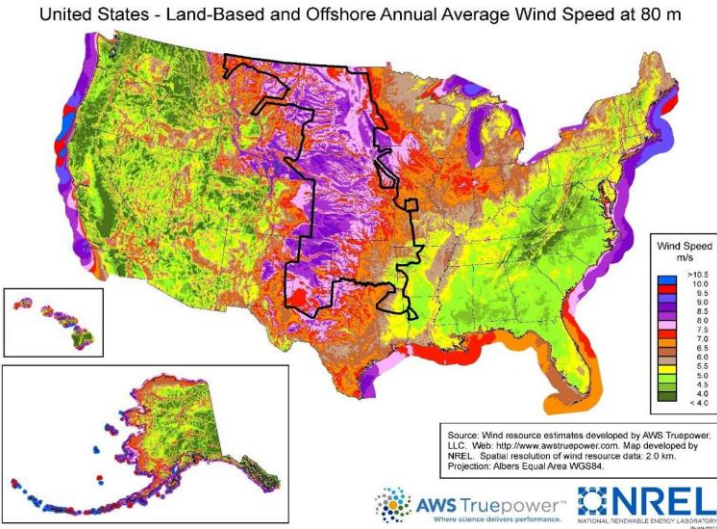 United States - Land-Based and Offshore Annual Average Wind Speed at 80 m
Wind Speed
m/s
>10.5
10.0
9.5
9.0
8.5
8.0
7.5
7.0
6.5
6.0
5.5
5.0
4.5
4.0
< 4.0
Source: Wind resource estimates developed by AWS Truepower,
LLC. Web: http://www.awstruepower.com. Map developed by
NREL. Spatial resolution of wind resource data: 2.0 km.
Projection: Albers Equal Area WGS84.
AWS Truepower™
Where science delivers performance.
NREL
NATIONAL RENEWABLE ENERGY LABORATORY